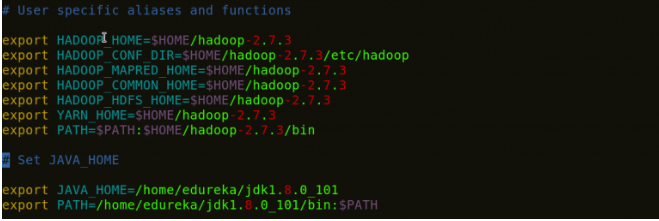 # User specific aliases and functions
export HADOOP_HOME=$HOME/hadoop-2.7.3
export HADOOP_CONF_DIR=$HOME/hadoop-2.7.3/etc/hadoop
export HADOOP_MAPRED_HOME=$HOME/hadoop-2.7.3
export HADOOP_COMMON_HOME=$HOME/hadoop-2.7.3
export HADOOP_HDFS_HOME=$HOME/hadoop-2.7.3
export YARN_HOME=$HOME/hadoop-2.7.3
export PATH=$PATH:$HOME/hadoop-2.7.3/bin
# Set JAVA_HOME
export JAVA_HOME=/home/edureka/jdk1.8.0_101
export PATH=/home/edureka/jdk1.8.0_101/bin:$PATH